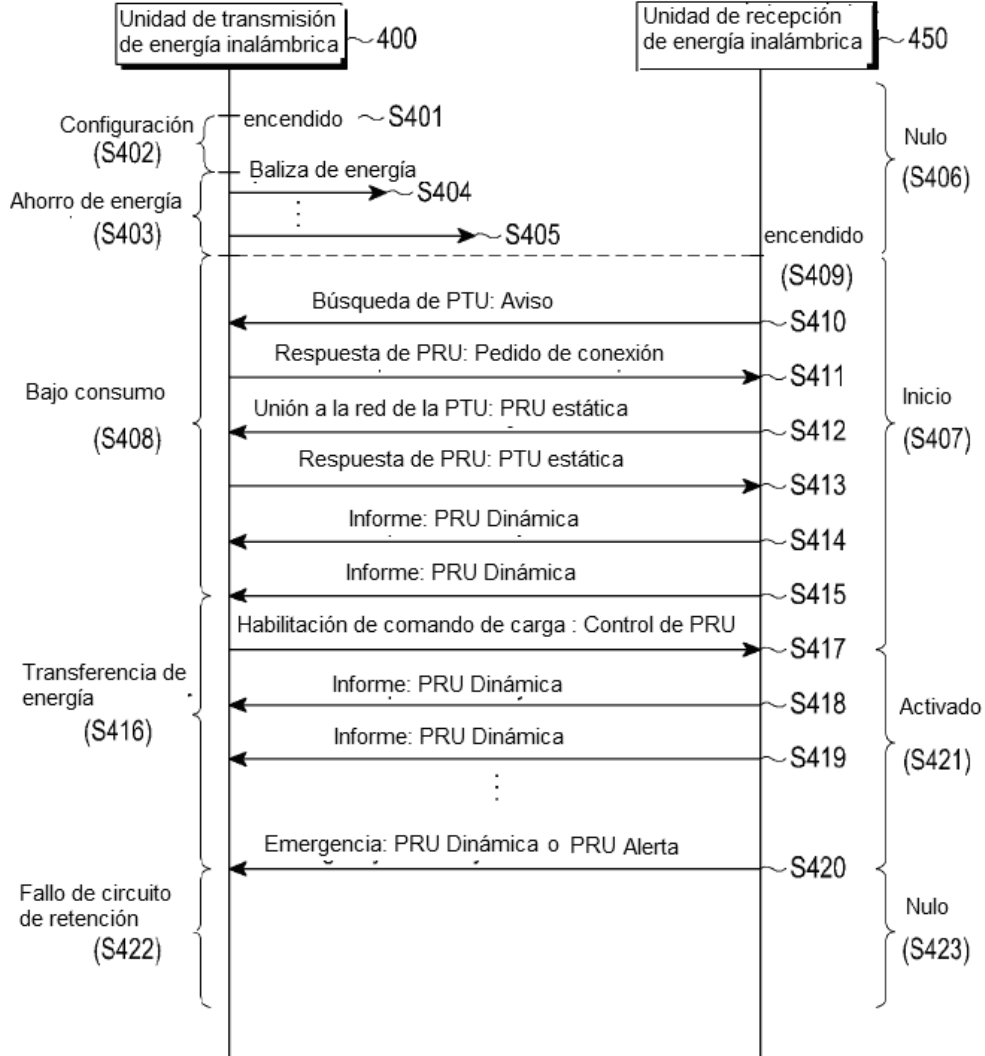 Unidad de transmisión
de energía inalámbrica
400
Unidad de recepción
de energía inalámbrica
450
Configuración
(S402)
encendido
S401
Nulo
(S406)
Baliza de energía
S404
Ahorro de energía
(S403)
S405
encendido
(S409)
Búsqueda de PTU: Aviso
S410
Respuesta de PRU: Pedido de conexión
S411
Bajo consumo
(S408)
Unión a la red de la PTU: PRU estática
S412
Inicio
(S407)
Respuesta de PRU: PTU estática
S413
Informe: PRU Dinámica
S414
Informe: PRU Dinámica
S415
Habilitación de comando de carga : Control de PRU
S417
Transferencia de
energía
(S416)
Informe: PRU Dinámica
S418
Activado
(S421)
Informe: PRU Dinámica
S419
Emergencia: PRU Dinámica o PRU Alerta
S420
Fallo de circuito
de retención
(S422)
Nulo
(S423)